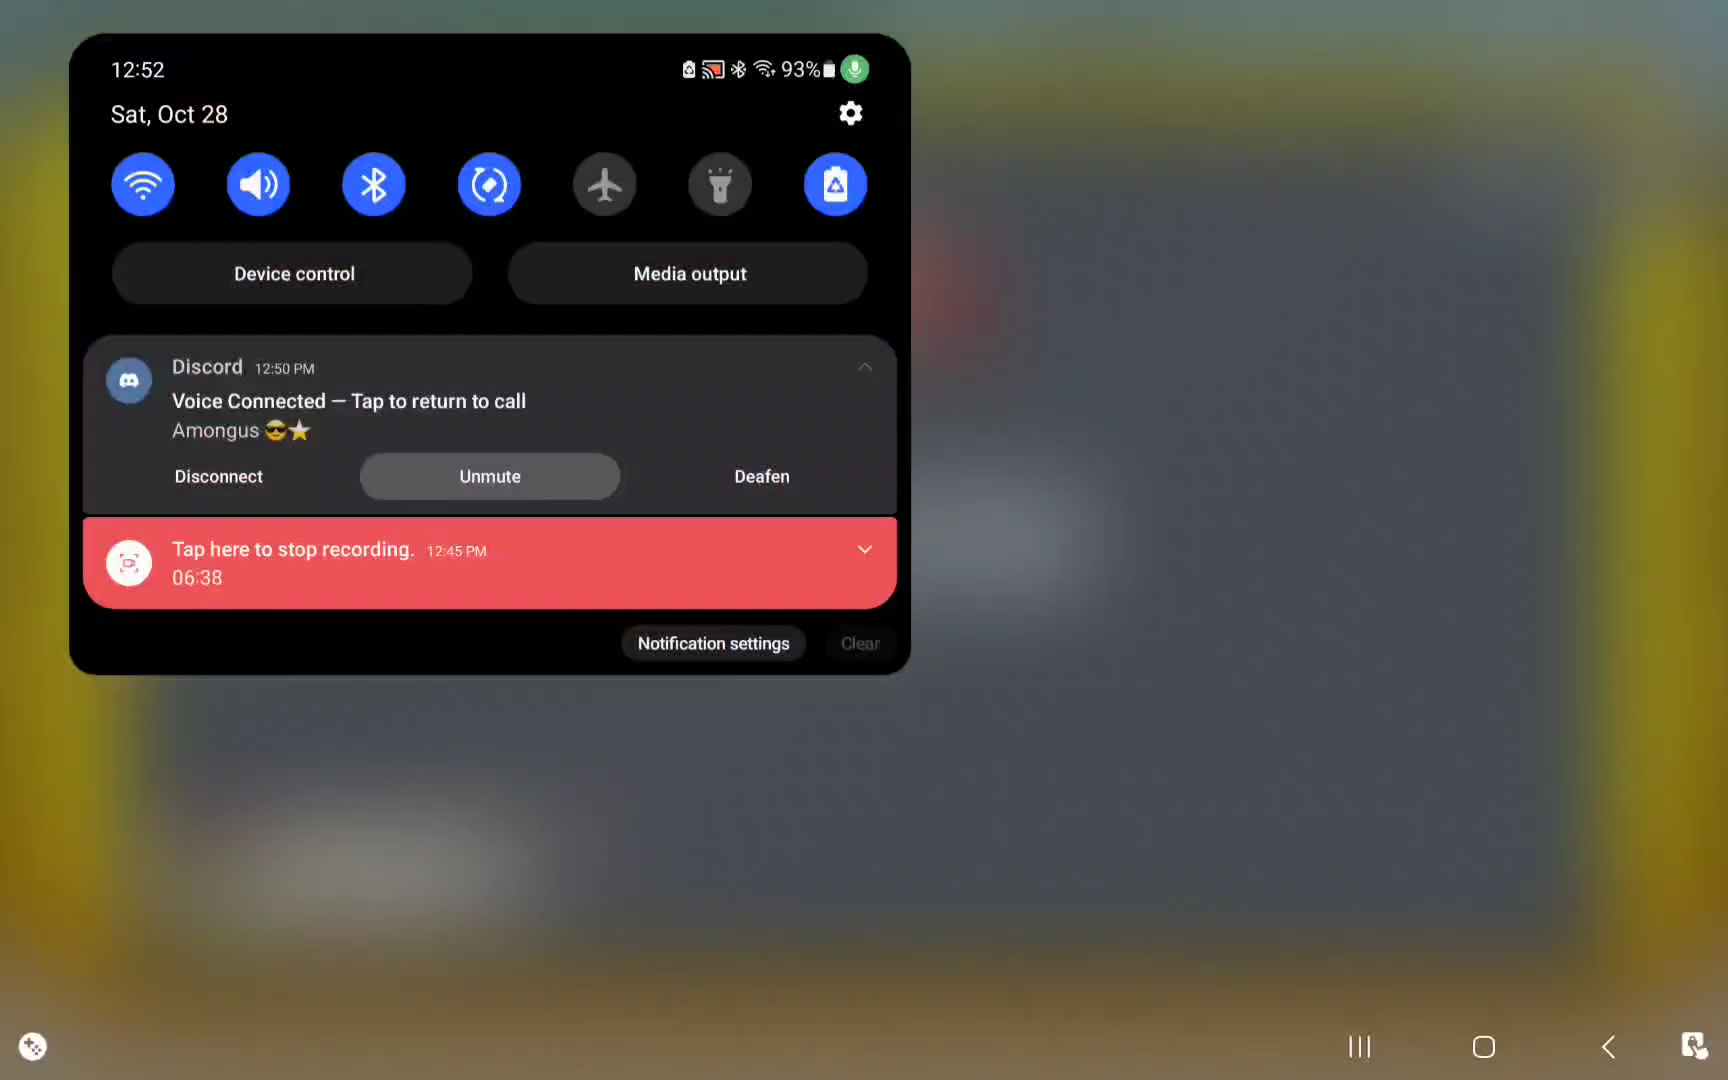 12:52
93%
Sat, Oct 28
Device control
Media output
Discord 12:50 PM
Voice Connected – Tap to return to call
Amongus 😎⭐
Disconnect
Unmute
Deafen
Tap here to stop recording. 12:45 PM
06:38
Notification settings
Clear